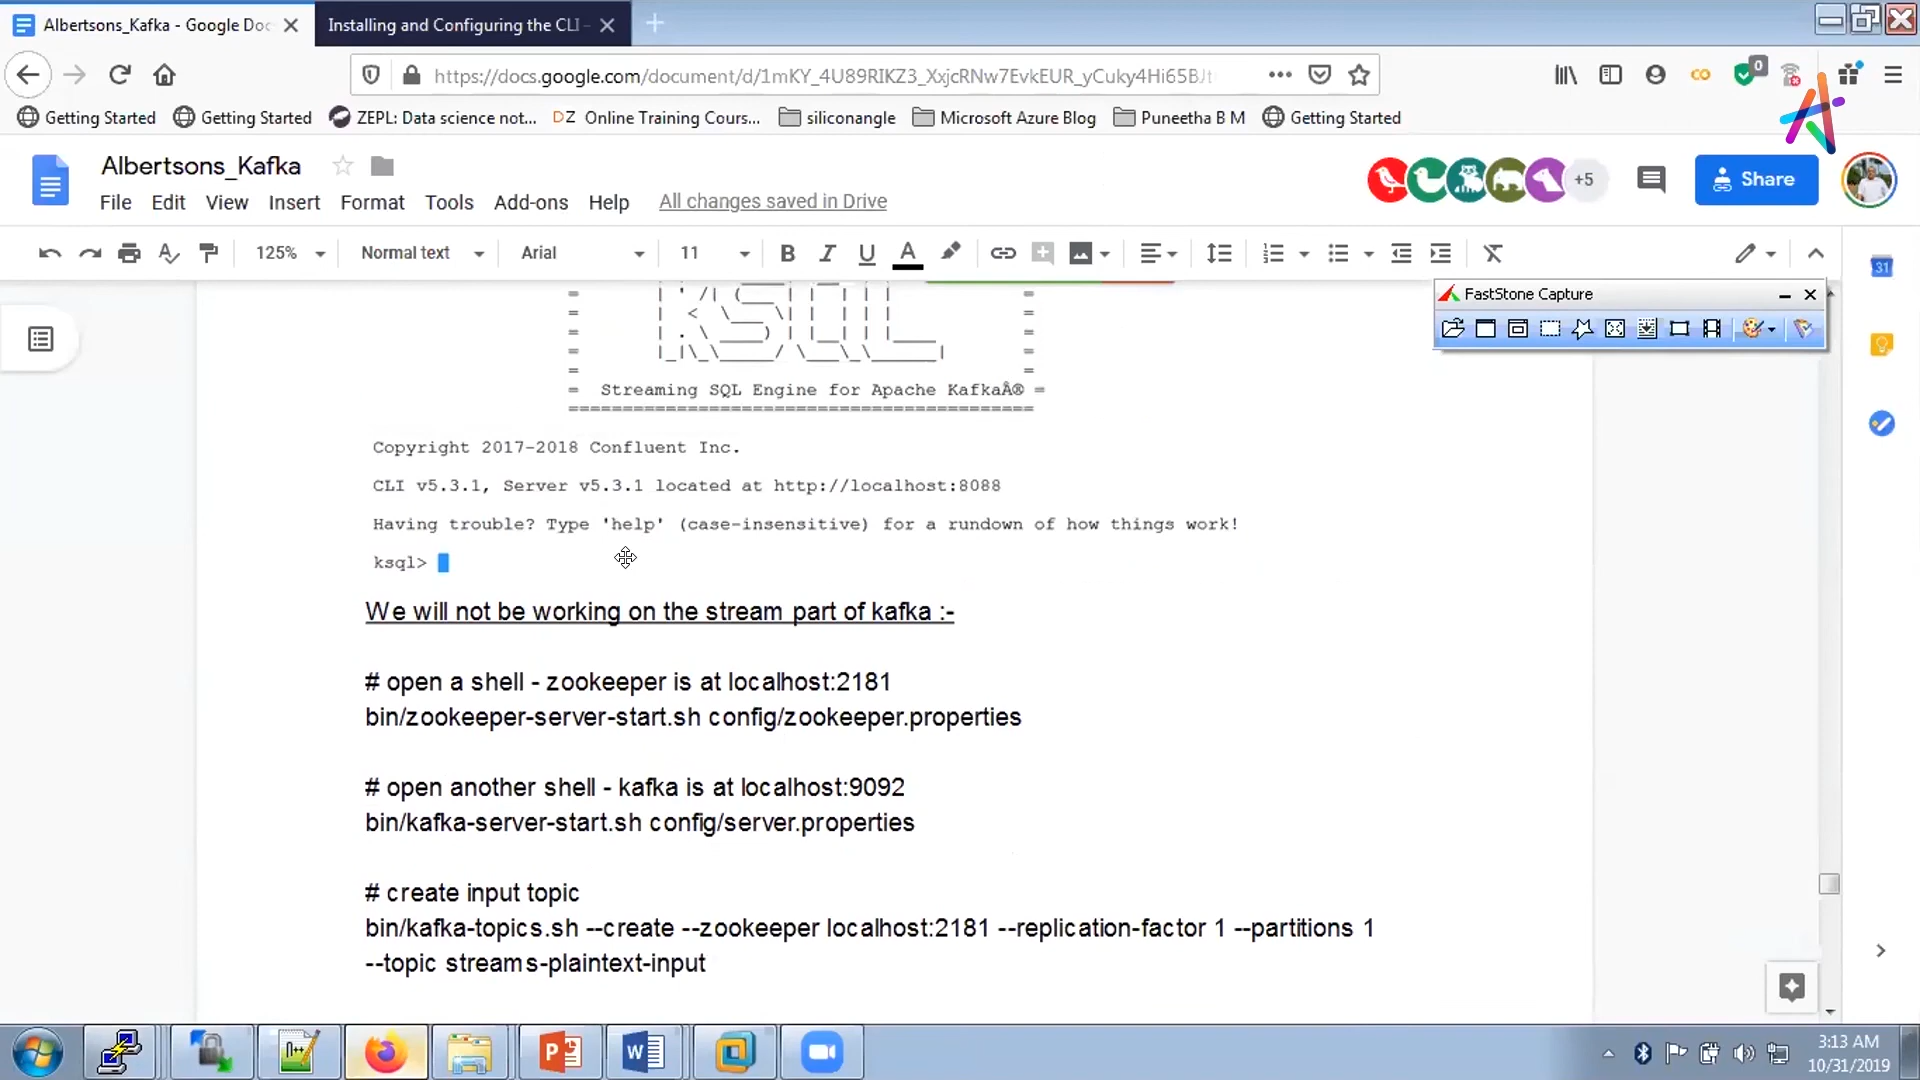 Albertsons_Kafka - Google Doc
Installing and Configuring the CLI -
https://docs.google.com/document/d/1mKY_4U89RIKZ3_XxjcRNw7EvkEUR_yCuky4Hi65BJt
0
Getting Started
Getting Started
ZEPL: Data science not...
DZ Online Training Cours...
siliconangle
Microsoft Azure Blog
Puneetha B M
Getting Started
Albertsons_Kafka
+5
Share
File Edit View Insert Format Tools Add-ons Help All changes saved in Drive
125% Normal text Arial 11 B I U A
31
FastStone Capture
= Streaming SQL Engine for Apache KafkaÂ® =
===========================================
Copyright 2017-2018 Confluent Inc.
CLI v5.3.1, Server v5.3.1 located at http://localhost:8088
Having trouble? Type 'help' (case-insensitive) for a rundown of how things work!
ksql>
We will not be working on the stream part of kafka :-
# open a shell - zookeeper is at localhost:2181
bin/zookeeper-server-start.sh config/zookeeper.properties
# open another shell - kafka is at localhost:9092
bin/kafka-server-start.sh config/server.properties
# create input topic
bin/kafka-topics.sh --create --zookeeper localhost:2181 --replication-factor 1 --partitions 1
--topic streams-plaintext-input
3:13 AM
10/31/2019